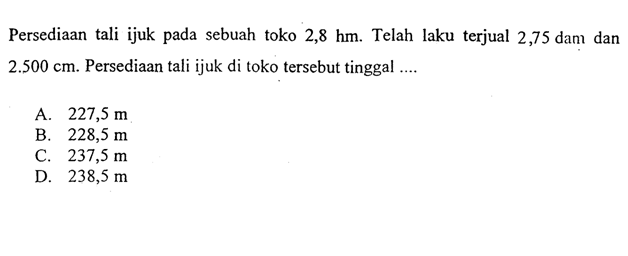 Persediaan tali ijuk pada sebuah toko 2,8 hm. Telah laku terjual 2,75 dam dan
2.500 cm. Persediaan tali ijuk di toko tersebut tinggal ....
A. 227,5 m
B. 228,5 m
C. 237,5 m
D. 238,5 m